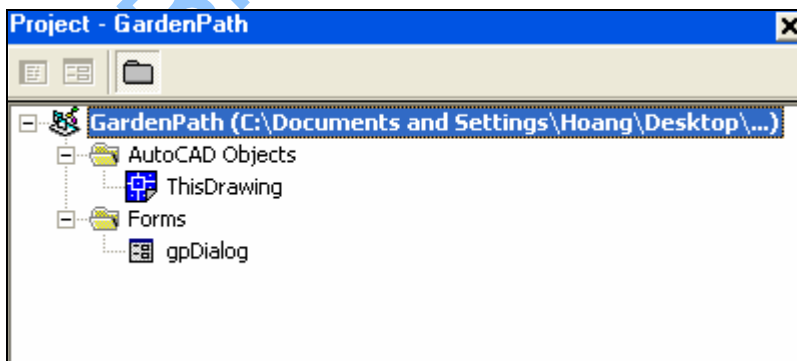 Project - GardenPath
GardenPath (C:\Documents and Settings\Hoang\Desktop\...)
AutoCAD Objects
ThisDrawing
Forms
gpDialog